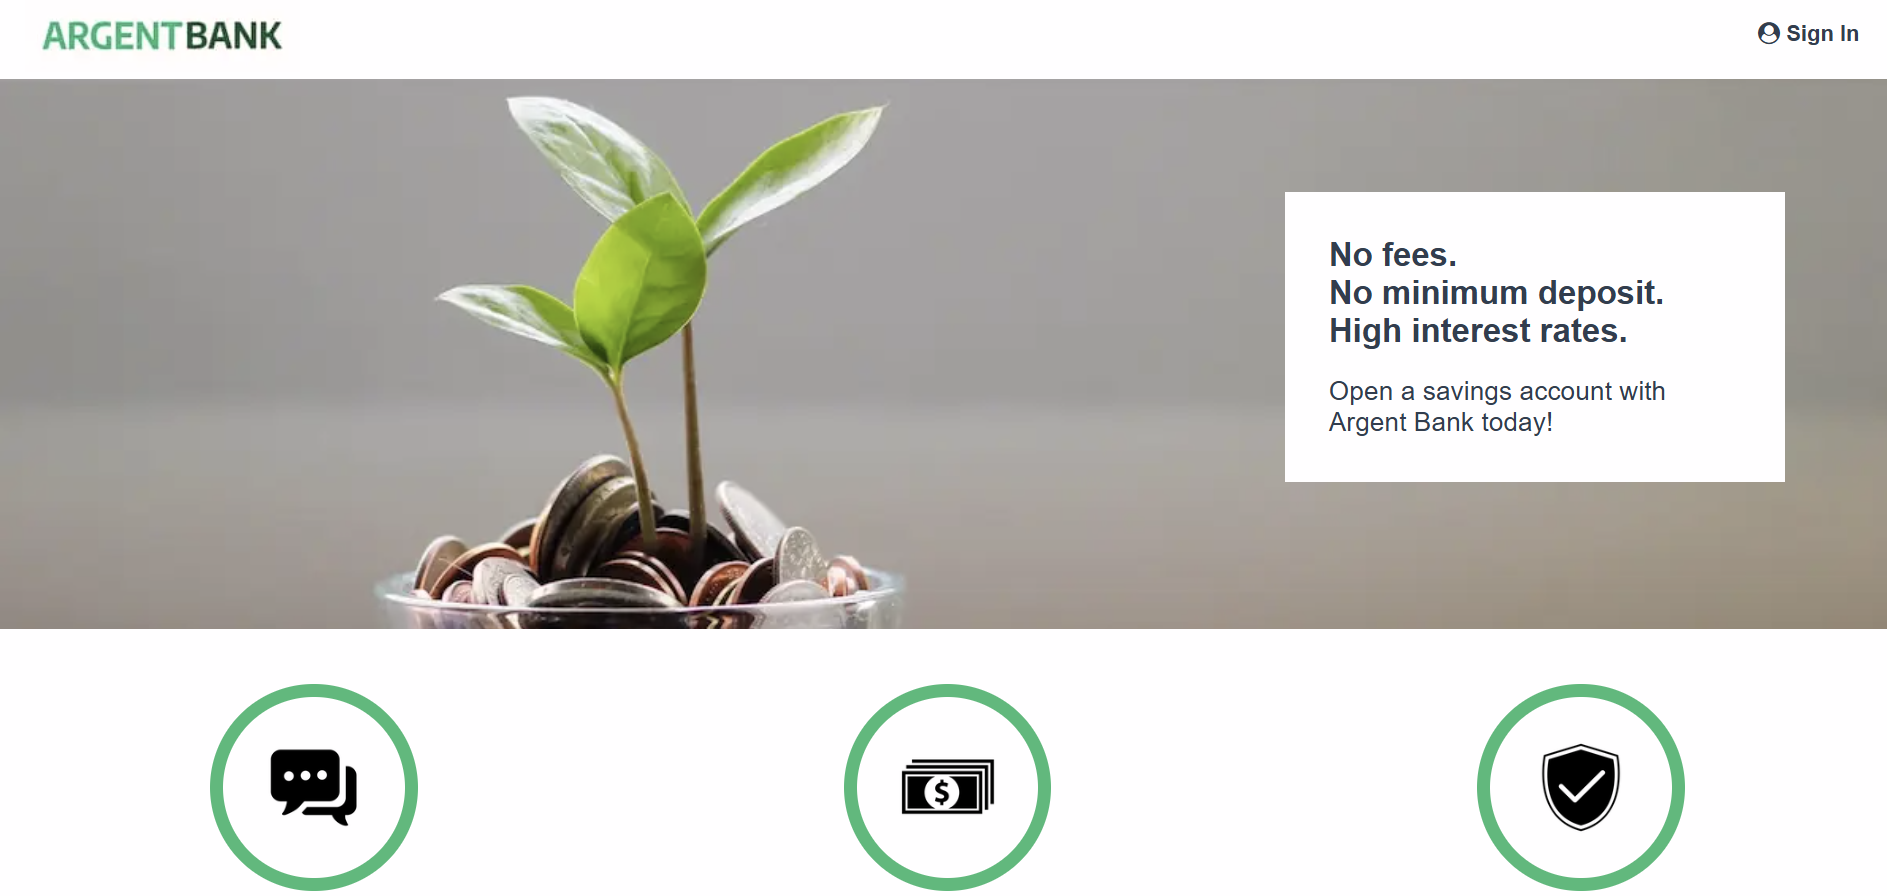 ARGENTBANK
Sign In
No fees.
No minimum deposit.
High interest rates.
Open a savings account with
Argent Bank today!
$